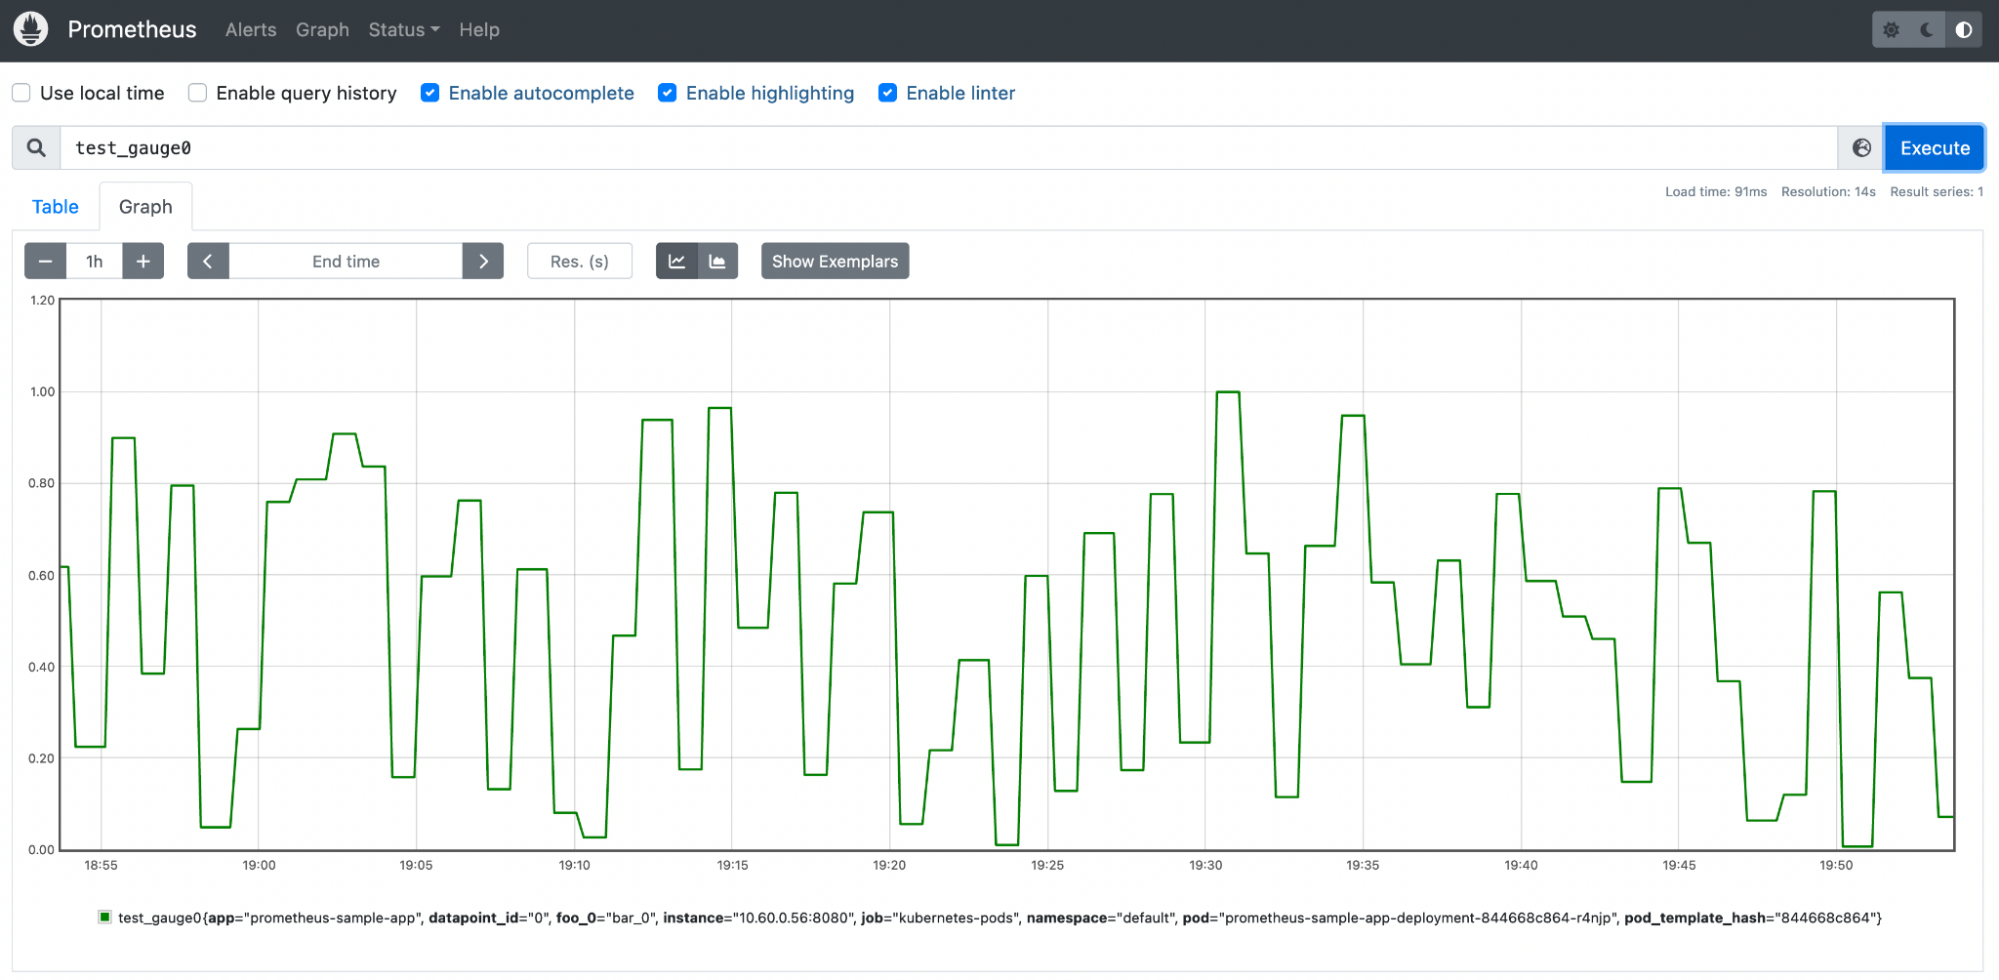 Prometheus Alerts Graph Status Help
Use local time Enable query history Enable autocomplete Enable highlighting Enable linter
test_gauge0 Execute
Load time: 91ms Resolution: 14s Result series: 1
Table Graph
− 1h + End time Res. (s) Show Exemplars
1.20
1.00
0.80
0.60
0.40
0.20
0.00
18:55 19:00 19:05 19:10 19:15 19:20 19:25 19:30 19:35 19:40 19:45 19:50
test_gauge0{app="prometheus-sample-app", datapoint_id="0", foo_0="bar_0", instance="10.60.0.56:8080", job="kubernetes-pods", namespace="default", pod="prometheus-sample-app-deployment-844668c864-r4njp", pod_template_hash="844668c864"}